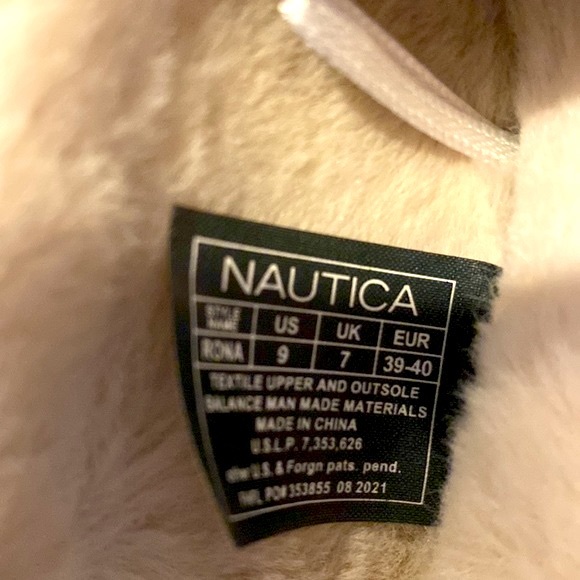 NAUTICA
STYLE NAME US UK EUR
RONA 9 7 39-40
TEXTILE UPPER AND OUTSOLE
BALANCE MAN MADE MATERIALS
MADE IN CHINA
U.S.L.P. 7,353,626
other U.S. & Forgn pats. pend.
PO# 353855 08 2021